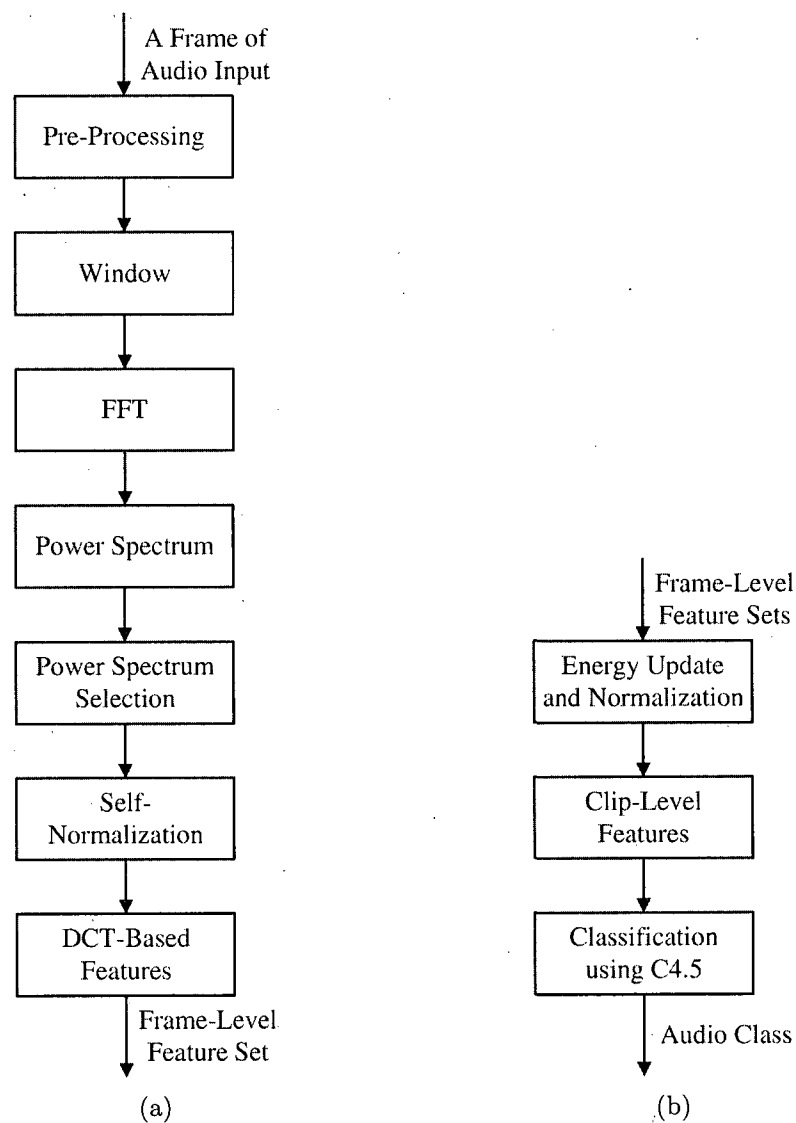 A Frame of
Audio Input
Pre-Processing
Window
FFT
Power Spectrum
Power Spectrum
Selection
Self-
Normalization
DCT-Based
Features
Frame-Level
Feature Set
(a)
Frame-Level
Feature Sets
Energy Update
and Normalization
Clip-Level
Features
Classification
using C4.5
Audio Class
(b)